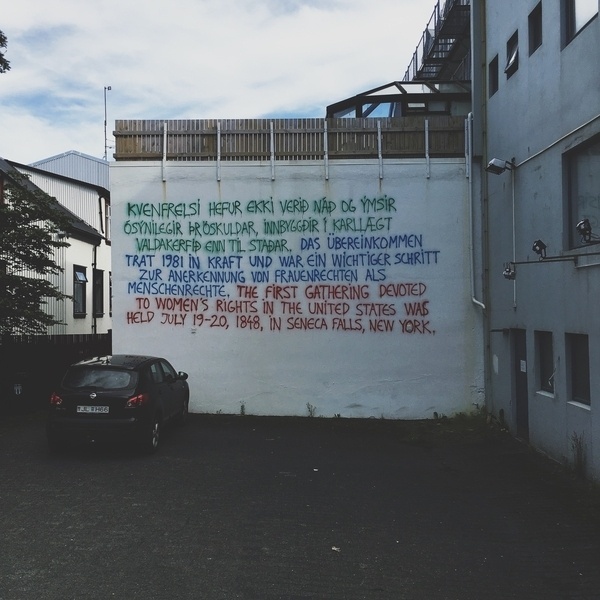 KVENFRELSI HEFUR EKKI VERIÐ NÁÐ OG ÝMSIR
ÓSÝNILEGIR ÞRÖSKULDAR, INNBYGGÐIR Í KARLLÆGT
VALDAKERFIÐ ENN TIL STAÐAR. DAS ÜBEREINKOMMEN
TRAT 1981 IN KRAFT UND WAR EIN WICHTIGER SCHRITT
ZUR ANERKENNUNG VON FRAUENRECHTEN ALS
MENSCHENRECHTE. THE FIRST GATHERING DEVOTED
TO WOMEN'S RIGHTS IN THE UNITED STATES WAS
HELD JULY 19-20, 1848, IN SENECA FALLS, NEW YORK.